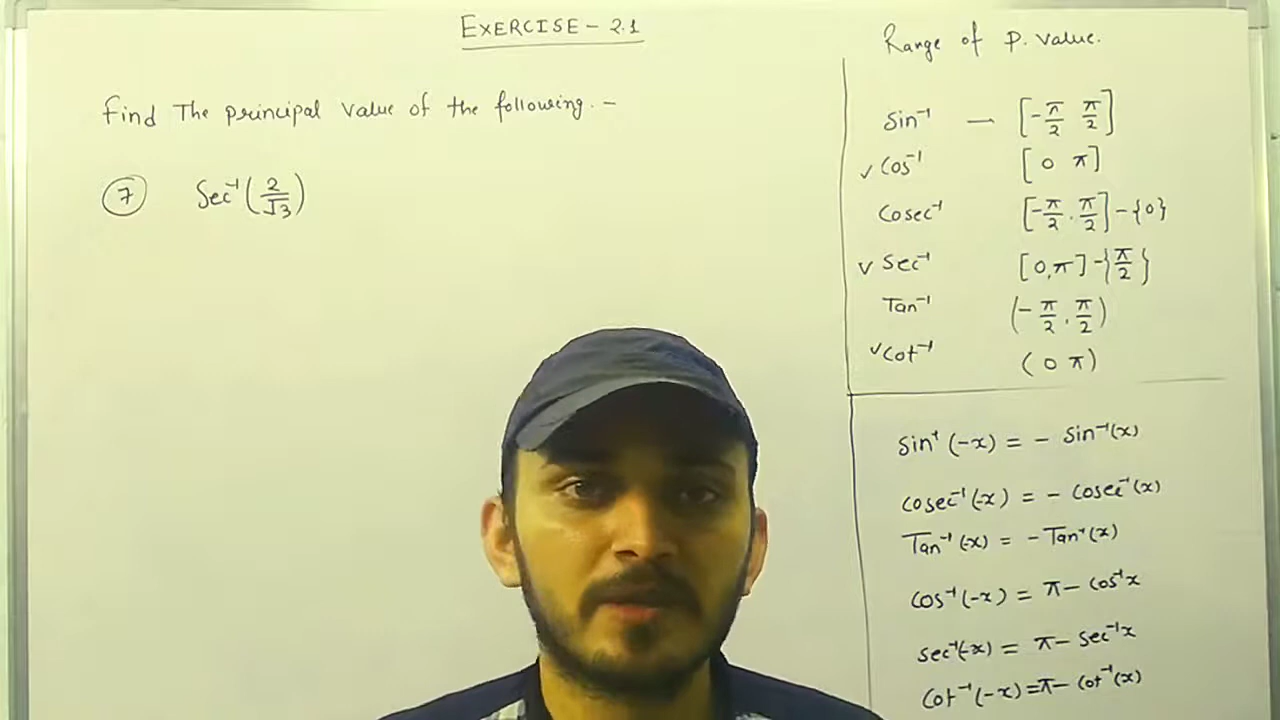 EXERCISE - 2.1
Find The principal value of the following. -
7 Sec⁻¹(2/√3)
Range of P. value.
Sin⁻¹ — [-π/2 π/2]
✓ Cos⁻¹ [0 π]
Cosec⁻¹ [-π/2 . π/2] - {0}
✓ Sec⁻¹ [0,π] - {π/2}
Tan⁻¹ (-π/2 . π/2)
✓ Cot⁻¹ (0 π)
Sin⁻¹(-x) = - Sin⁻¹(x)
Cosec⁻¹(-x) = - Cosec⁻¹(x)
Tan⁻¹(-x) = - Tan⁻¹(x)
Cos⁻¹(-x) = π - Cos⁻¹x
Sec⁻¹(-x) = π - Sec⁻¹x
Cot⁻¹(-x) = π - Cot⁻¹(x)